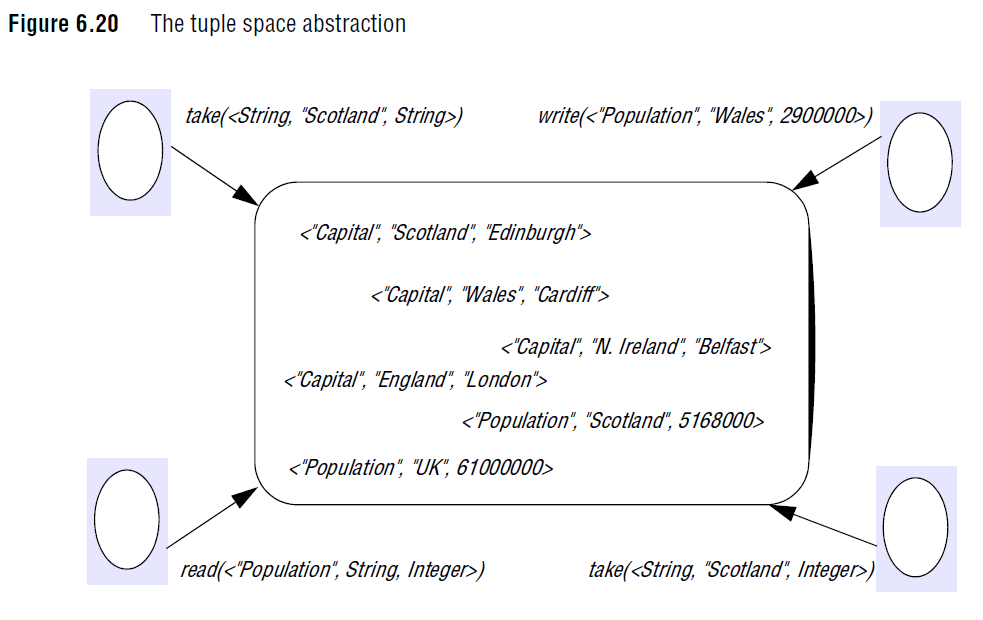 Figure 6.20 The tuple space abstraction
take(<String, "Scotland", String>)
write(<"Population", "Wales", 2900000>)
<"Capital", "Scotland", "Edinburgh">
<"Capital", "Wales", "Cardiff">
<"Capital", "N. Ireland", "Belfast">
<"Capital", "England", "London">
<"Population", "Scotland", 5168000>
<"Population", "UK", 61000000>
read(<"Population", String, Integer>)
take(<String, "Scotland", Integer>)